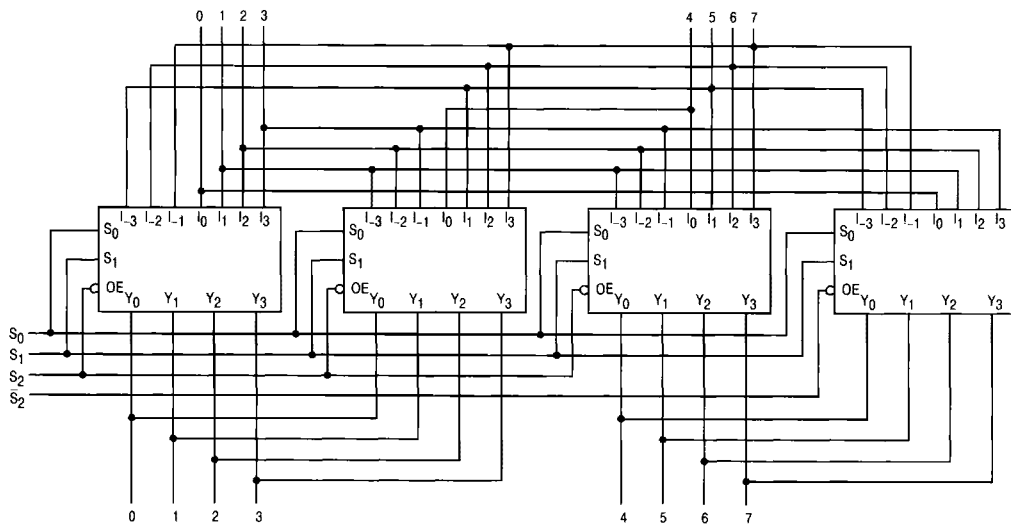 0 1 2 3 4 5 6 7
I-3 I-2 I-1 I0 I1 I2 I3 I-3 I-2 I-1 I0 I1 I2 I3 I-3 I-2 I-1 I0 I1 I2 I3 I-3 I-2 I-1 I0 I1 I2 I3
S0 S0 S0 S0
S1 S1 S1 S1
OE OE OE OE
Y0 Y1 Y2 Y3 Y0 Y1 Y2 Y3 Y0 Y1 Y2 Y3 Y0 Y1 Y2 Y3
S0
S1
S2
S̅2
0 1 2 3 4 5 6 7